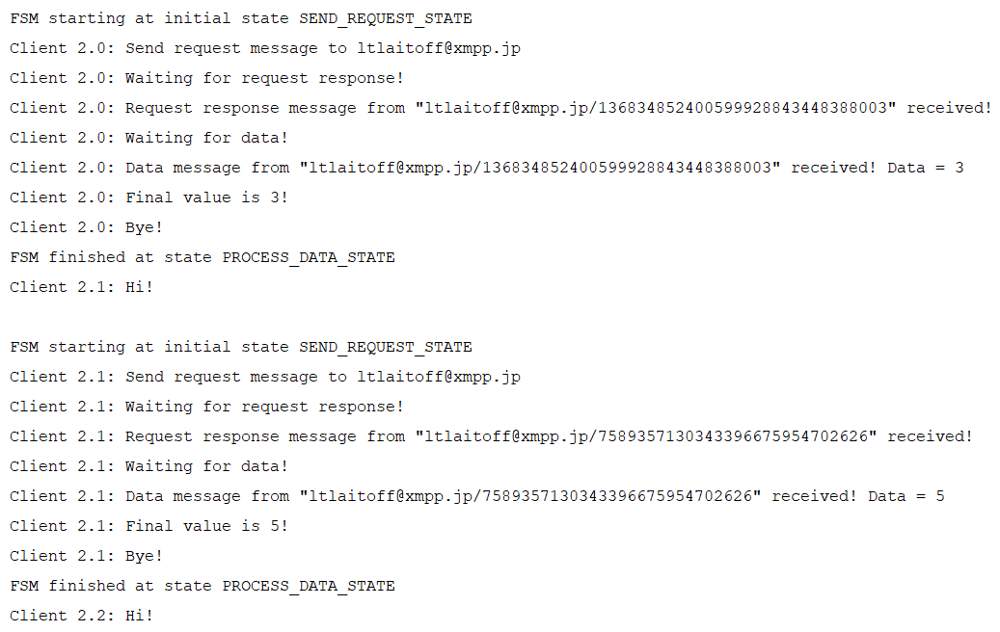 FSM starting at initial state SEND_REQUEST_STATE
Client 2.0: Send request message to ltlaitoff@xmpp.jp
Client 2.0: Waiting for request response!
Client 2.0: Request response message from "ltlaitoff@xmpp.jp/136834852400599928843448388003" received!
Client 2.0: Waiting for data!
Client 2.0: Data message from "ltlaitoff@xmpp.jp/136834852400599928843448388003" received! Data = 3
Client 2.0: Final value is 3!
Client 2.0: Bye!
FSM finished at state PROCESS_DATA_STATE
Client 2.1: Hi!

FSM starting at initial state SEND_REQUEST_STATE
Client 2.1: Send request message to ltlaitoff@xmpp.jp
Client 2.1: Waiting for request response!
Client 2.1: Request response message from "ltlaitoff@xmpp.jp/7589357130343396675954702626" received!
Client 2.1: Waiting for data!
Client 2.1: Data message from "ltlaitoff@xmpp.jp/7589357130343396675954702626" received! Data = 5
Client 2.1: Final value is 5!
Client 2.1: Bye!
FSM finished at state PROCESS_DATA_STATE
Client 2.2: Hi!